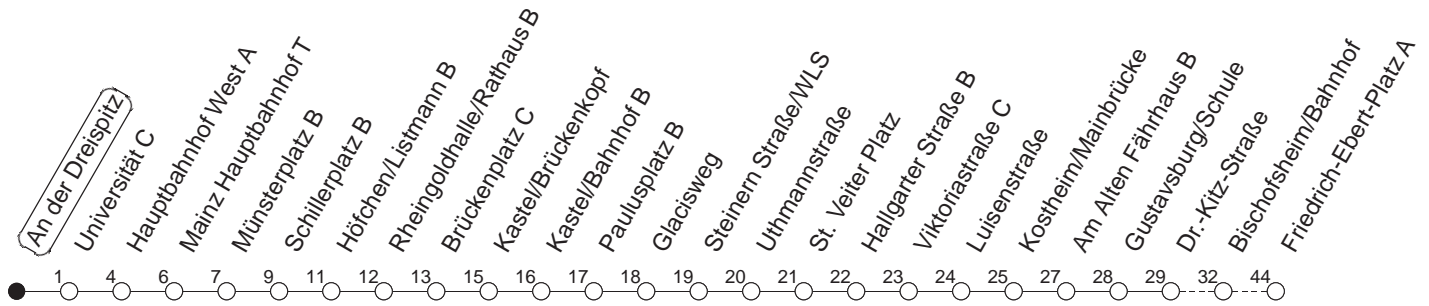 An der Dreispitz
Universität C
Hauptbahnhof West A
Mainz Hauptbahnhof T
Münsterplatz B
Schillerplatz B
Höfchen/Listmann B
Rheingoldhalle/Rathaus B
Brückenplatz C
Kastel/Brückenkopf
Kastel/Bahnhof B
Paulusplatz B
Glacisweg
Steinern Straße/WLS
Uthmannstraße
St. Veiter Platz
Hallgarter Straße B
Viktoriastraße C
Luisenstraße
Kostheim/Mainbrücke
Am Alten Fährhaus B
Gustavsburg/Schule
Dr.-Kitz-Straße
Bischofsheim/Bahnhof
Friedrich-Ebert-Platz A
1 4 6 7 9 11 12 13 15 16 17 18 19 20 21 22 23 24 25 27 28 29 32 44